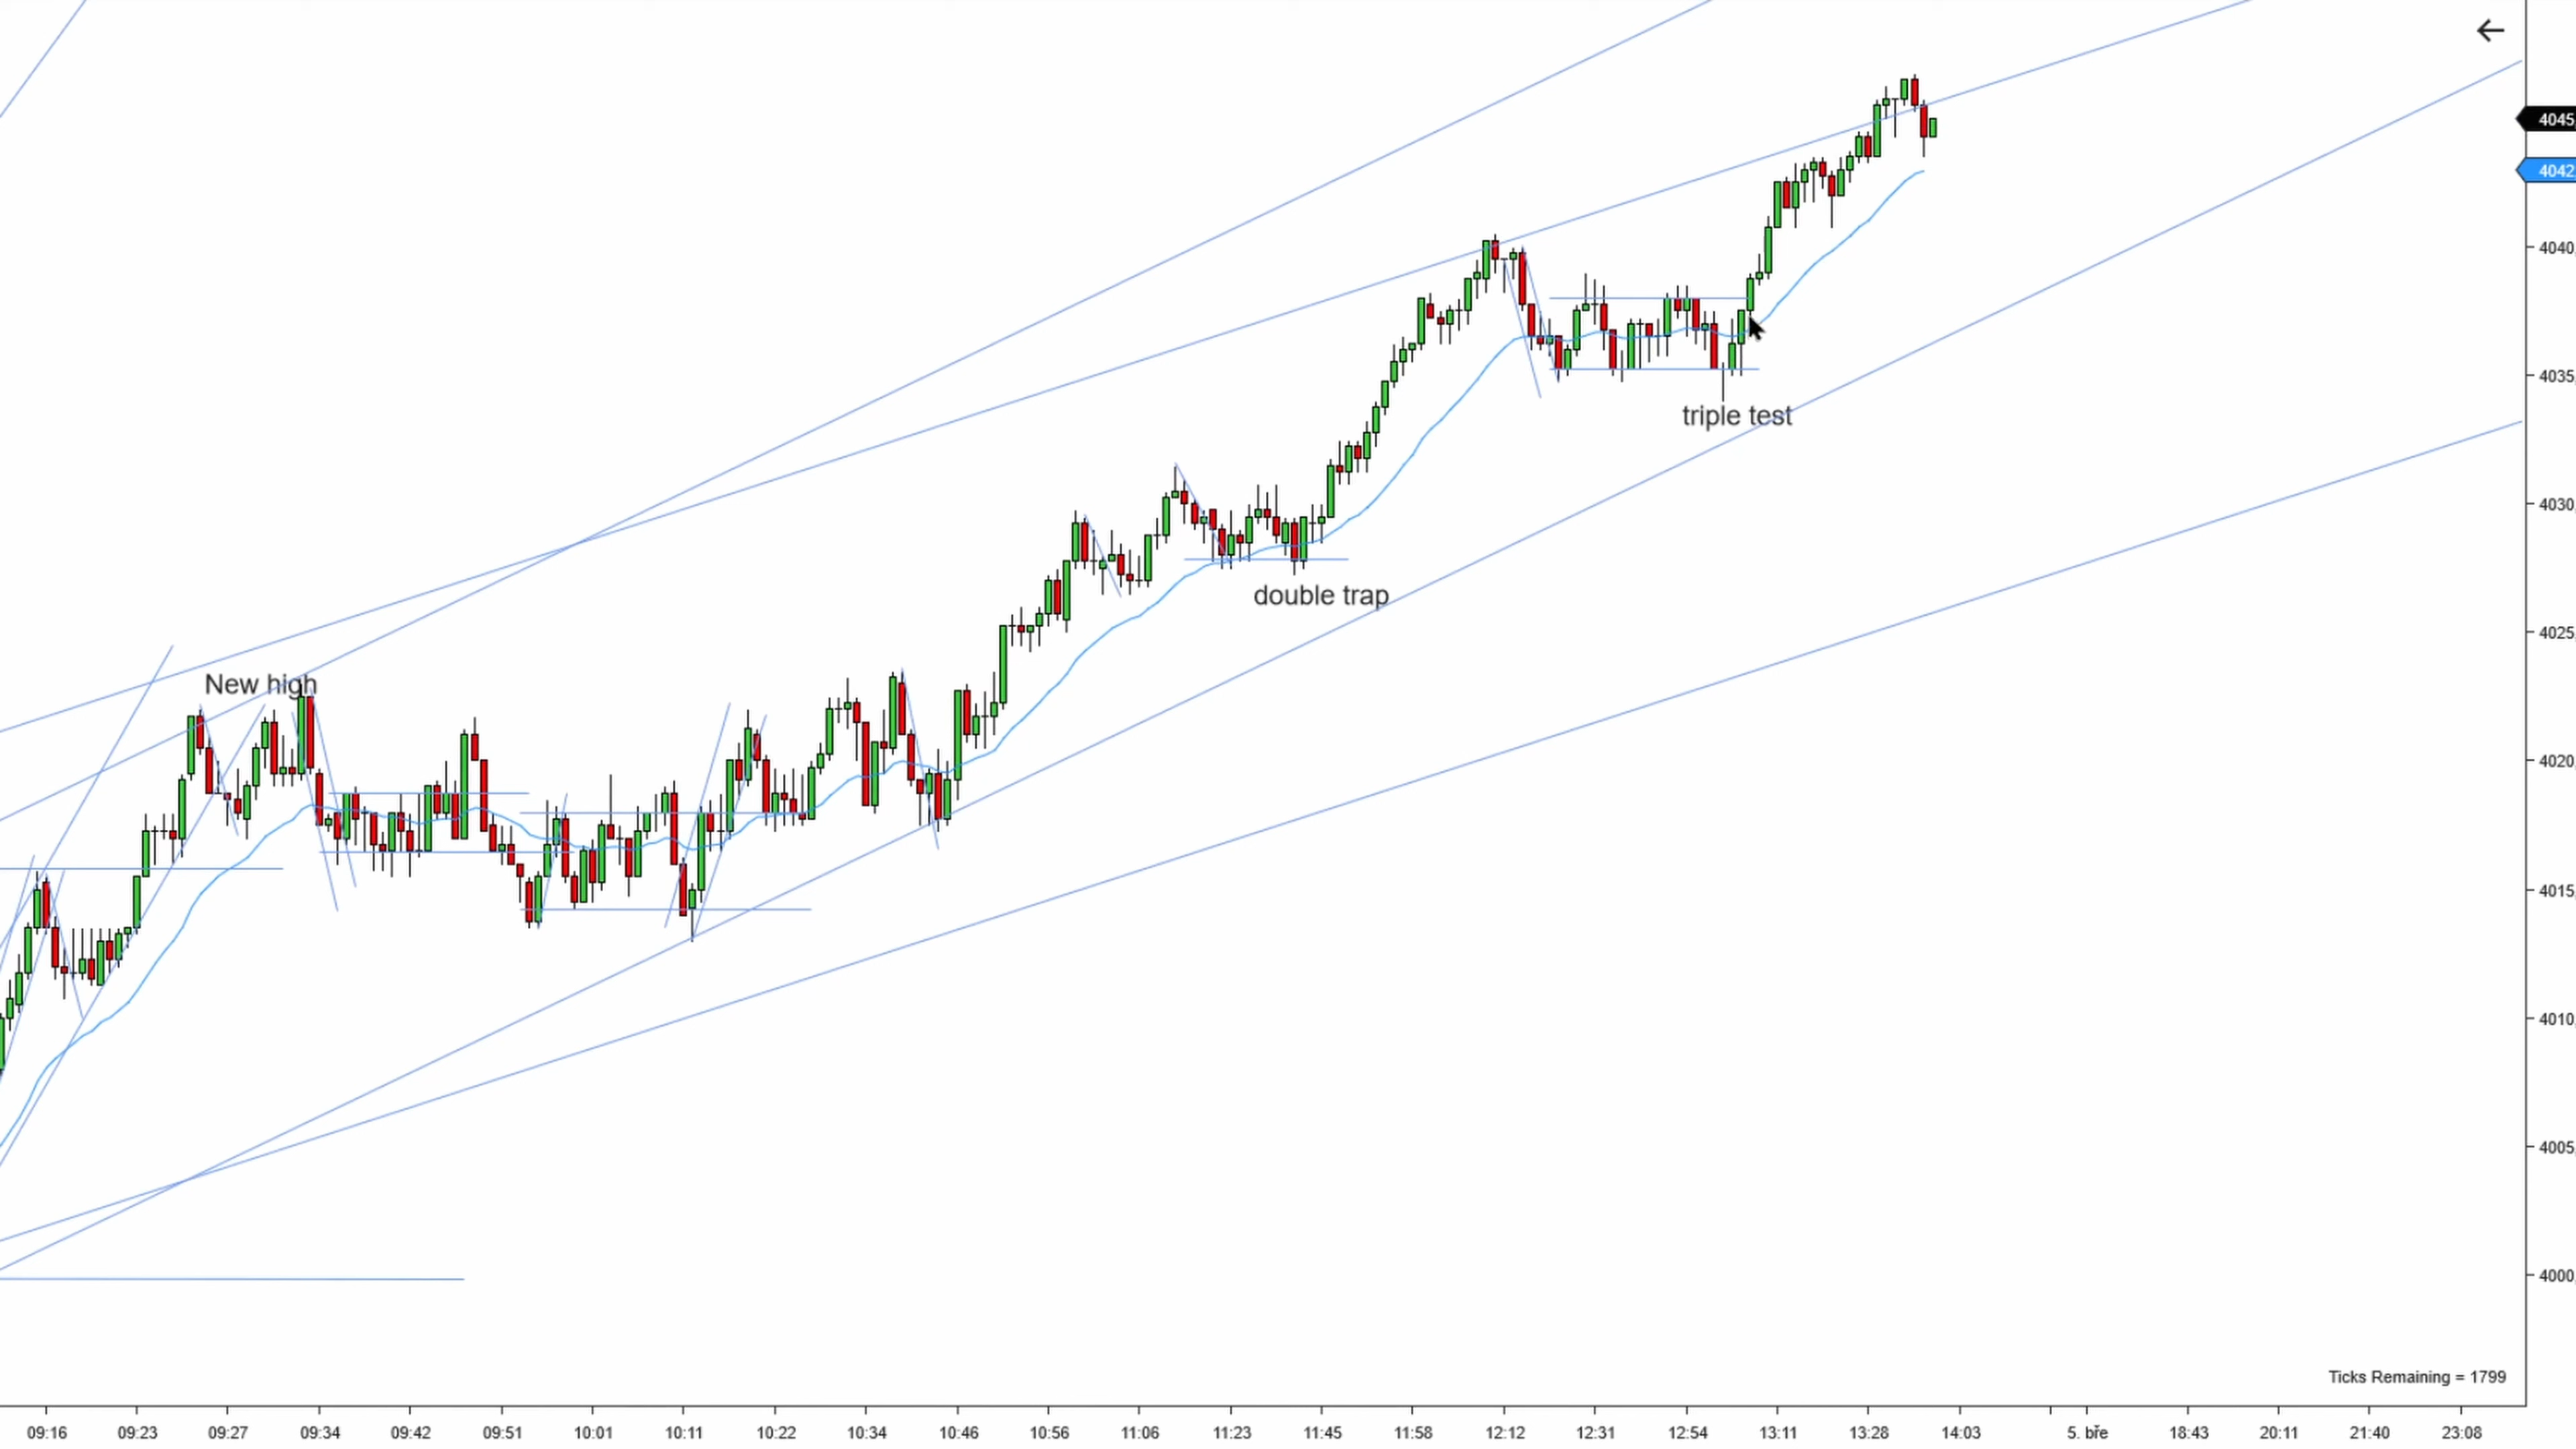 4045
4042
4040
4035
triple test
4030
double trap
4025
New high
4020
4015
4010
4005
4000
Ticks Remaining = 1799
09:16 09:23 09:27 09:34 09:42 09:51 10:01 10:11 10:22 10:34 10:46 10:56 11:06 11:23 11:45 11:58 12:12 12:31 12:54 13:11 13:28 14:03 5. bře 18:43 20:11 21:40 23:08